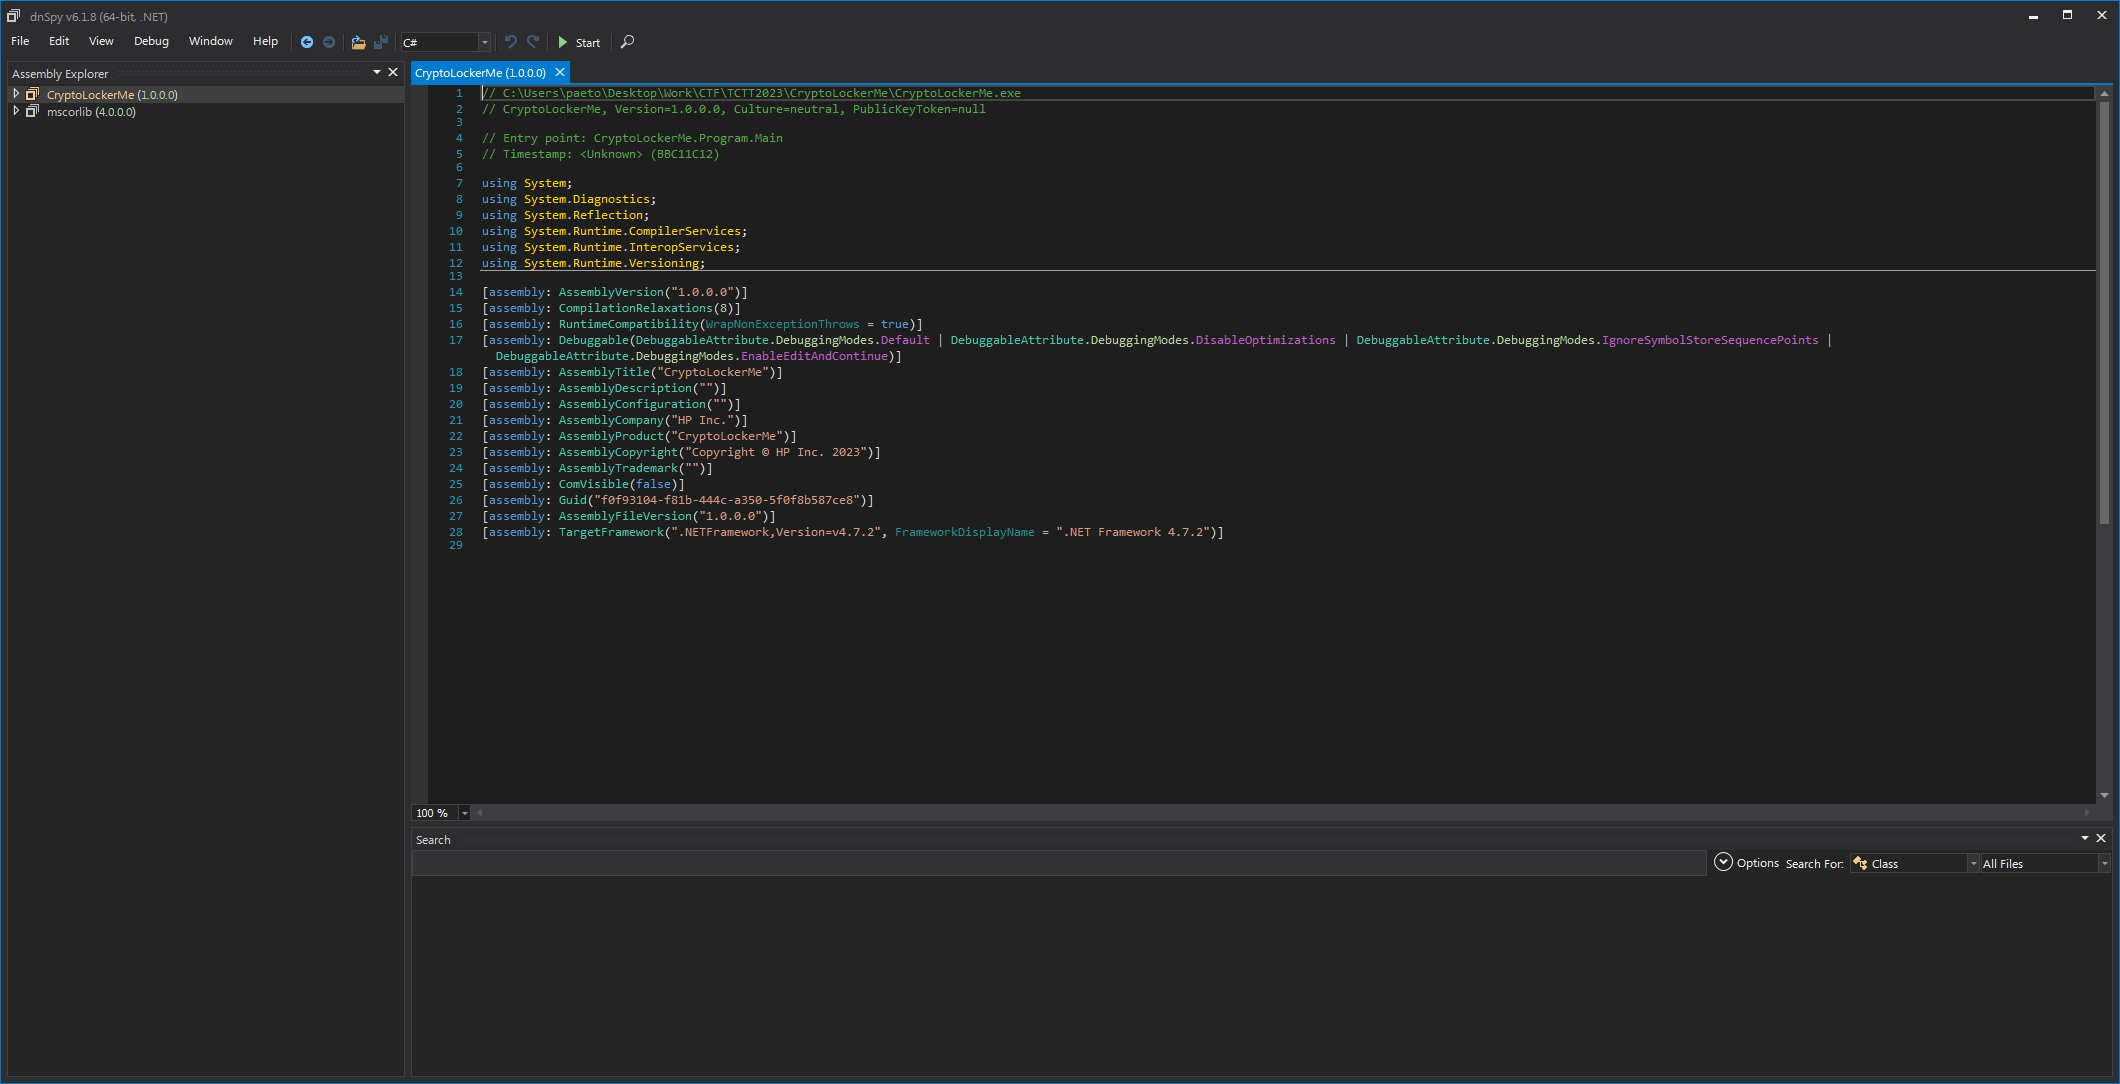 dnSpy v6.1.8 (64-bit, .NET)
File Edit View Debug Window Help C# Start
Assembly Explorer
CryptoLockerMe (1.0.0.0)
mscorlib (4.0.0.0)
CryptoLockerMe (1.0.0.0)
1 // C:\Users\paeto\Desktop\Work\CTF\TCTT2023\CryptoLockerMe\CryptoLockerMe.exe
2 // CryptoLockerMe, Version=1.0.0.0, Culture=neutral, PublicKeyToken=null
3
4 // Entry point: CryptoLockerMe.Program.Main
5 // Timestamp: <Unknown> (BBC11C12)
6
7 using System;
8 using System.Diagnostics;
9 using System.Reflection;
10 using System.Runtime.CompilerServices;
11 using System.Runtime.InteropServices;
12 using System.Runtime.Versioning;
13
14 [assembly: AssemblyVersion("1.0.0.0")]
15 [assembly: CompilationRelaxations(8)]
16 [assembly: RuntimeCompatibility(WrapNonExceptionThrows = true)]
17 [assembly: Debuggable(DebuggableAttribute.DebuggingModes.Default | DebuggableAttribute.DebuggingModes.DisableOptimizations | DebuggableAttribute.DebuggingModes.IgnoreSymbolStoreSequencePoints |
DebuggableAttribute.DebuggingModes.EnableEditAndContinue)]
18 [assembly: AssemblyTitle("CryptoLockerMe")]
19 [assembly: AssemblyDescription("")]
20 [assembly: AssemblyConfiguration("")]
21 [assembly: AssemblyCompany("HP Inc.")]
22 [assembly: AssemblyProduct("CryptoLockerMe")]
23 [assembly: AssemblyCopyright("Copyright © HP Inc. 2023")]
24 [assembly: AssemblyTrademark("")]
25 [assembly: ComVisible(false)]
26 [assembly: Guid("f0f93104-f81b-444c-a350-5f0f8b587ce8")]
27 [assembly: AssemblyFileVersion("1.0.0.0")]
28 [assembly: TargetFramework(".NETFramework,Version=v4.7.2", FrameworkDisplayName = ".NET Framework 4.7.2")]
29
100 %
Search
Options Search For: Class All Files